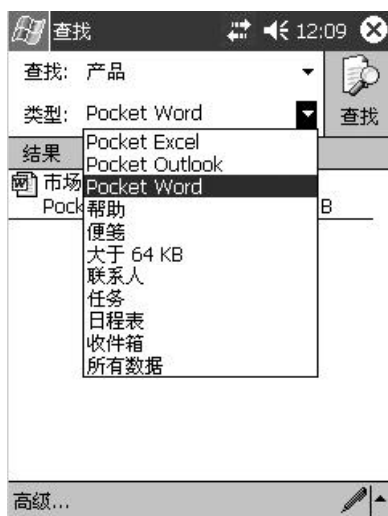 查找 12:09
查找: 产品
类型: Pocket Word
查找
结果
Pocket Excel
Pocket Outlook
市场 Pocket Word
Pock 帮助 B
便笺
大于 64 KB
联系人
任务
日程表
收件箱
所有数据
高级...